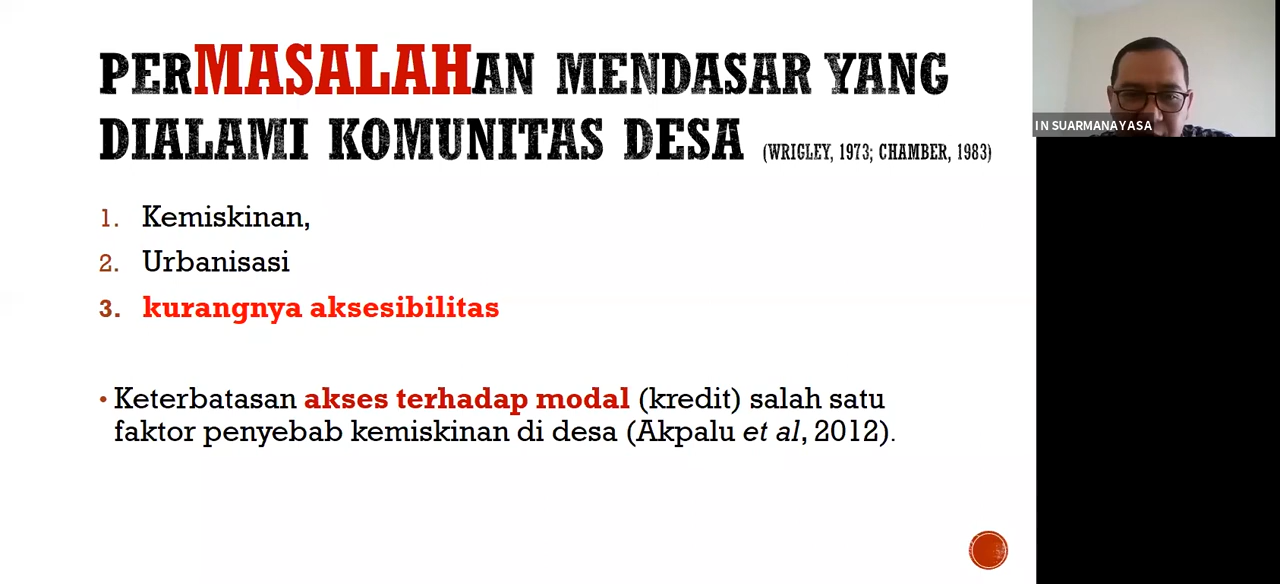 PERMASALAHAN MENDASAR YANG
DIALAMI KOMUNITAS DESA (WRIGLEY, 1973; CHAMBER, 1983)
I N SUARMANAYASA
1. Kemiskinan,
2. Urbanisasi
3. kurangnya aksesibilitas
• Keterbatasan akses terhadap modal (kredit) salah satu
faktor penyebab kemiskinan di desa (Akpalu et al, 2012).